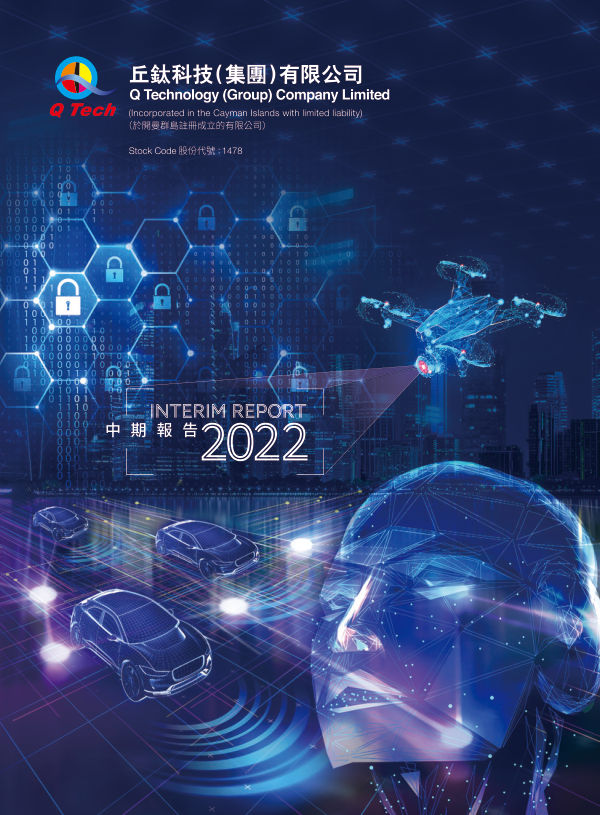 丘鈦科技(集團)有限公司
Q Technology (Group) Company Limited
Q Tech
(Incorporated in the Cayman Islands with limited liability)
(於開曼群島註冊成立的有限公司)
Stock Code 股份代號：1478
INTERIM REPORT
中期報告 2022